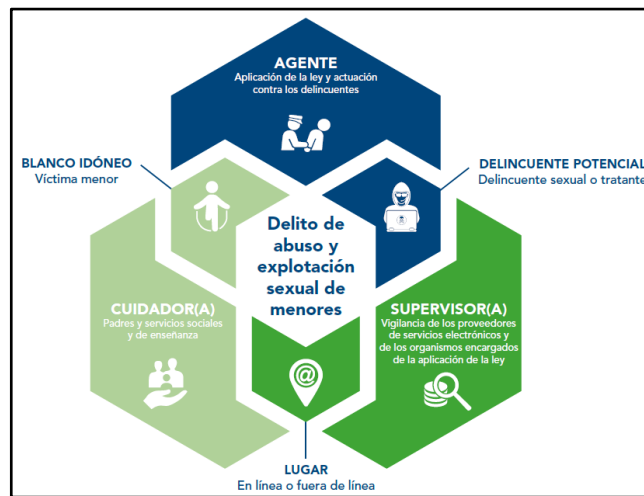 AGENTE
Aplicación de la ley y actuación
contra los delincuentes
BLANCO IDÓNEO
Víctima menor
DELINCUENTE POTENCIAL
Delincuente sexual o tratante
Delito de
abuso y
explotación
sexual de
menores
CUIDADOR(A)
Padres y servicios sociales
y de enseñanza
SUPERVISOR(A)
Vigilancia de los proveedores
de servicios electrónicos y
de los organismos encargados
de la aplicación de la ley
@
LUGAR
En línea o fuera de línea